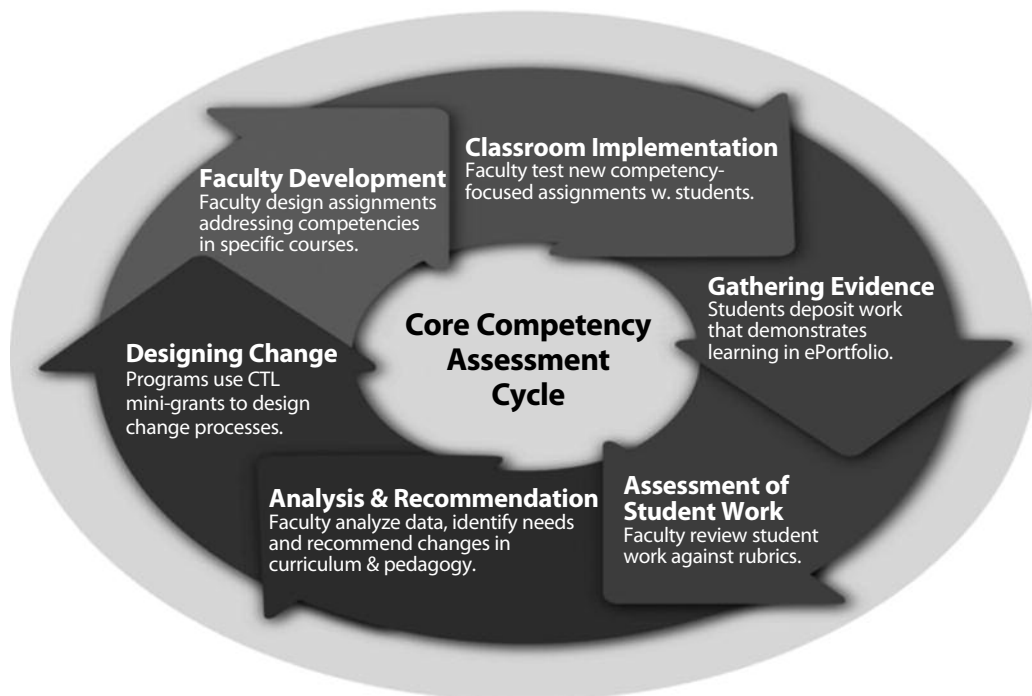 Core Competency
Assessment
Cycle
Faculty Development
Faculty design assignments
addressing competencies
in specific courses.
Classroom Implementation
Faculty test new competency-
focused assignments w. students.
Gathering Evidence
Students deposit work
that demonstrates
learning in ePortfolio.
Assessment of
Student Work
Faculty review student
work against rubrics.
Analysis & Recommendation
Faculty analyze data, identify needs
and recommend changes in
curriculum & pedagogy.
Designing Change
Programs use CTL
mini-grants to design
change processes.